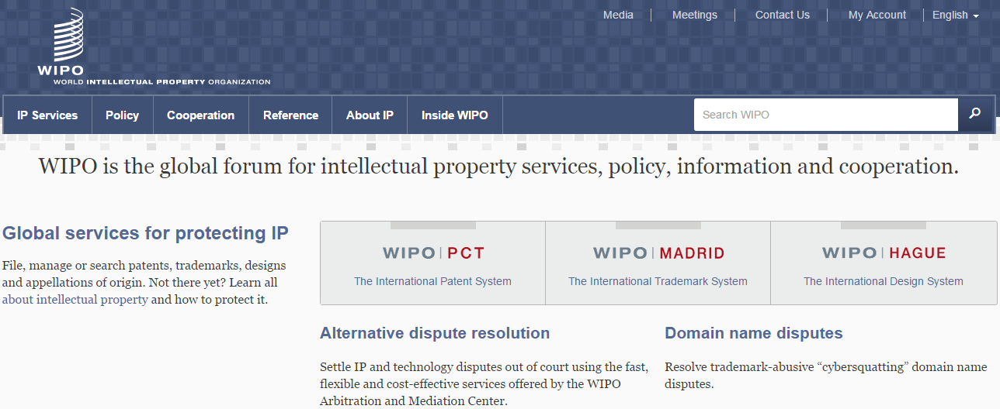 Media
Meetings
Contact Us
My Account
English
WIPO
WORLD INTELLECTUAL PROPERTY ORGANIZATION
IP Services
Policy
Cooperation
Reference
About IP
Inside WIPO
Search WIPO
WIPO is the global forum for intellectual property services, policy, information and cooperation.
Global services for protecting IP
File, manage or search patents, trademarks, designs
and appellations of origin. Not there yet? Learn all
about intellectual property and how to protect it.
WIPO | PCT
The International Patent System
WIPO | MADRID
The International Trademark System
WIPO | HAGUE
The International Design System
Alternative dispute resolution
Settle IP and technology disputes out of court using the fast,
flexible and cost-effective services offered by the WIPO
Arbitration and Mediation Center.
Domain name disputes
Resolve trademark-abusive “cybersquatting” domain name
disputes.